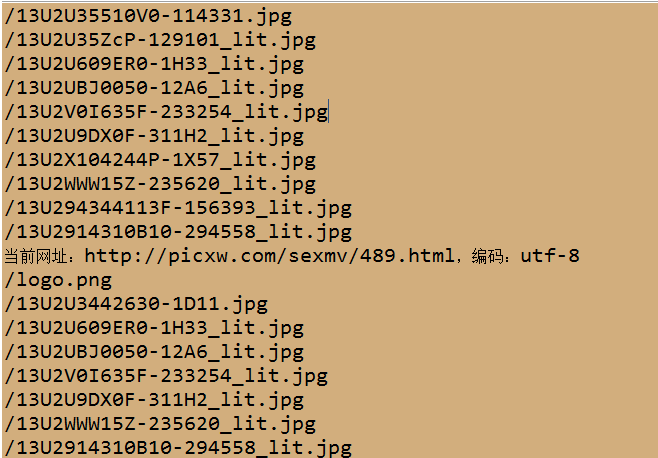 /13U2U35510V0-114331.jpg
/13U2U35ZcP-129101_lit.jpg
/13U2U609ER0-1H33_lit.jpg
/13U2UBJ0050-12A6_lit.jpg
/13U2V0I635F-233254_lit.jpg
/13U2U9DX0F-311H2_lit.jpg
/13U2X104244P-1X57_lit.jpg
/13U2WWW15Z-235620_lit.jpg
/13U294344113F-156393_lit.jpg
/13U2914310B10-294558_lit.jpg
当前网址：http://picxw.com/sexmv/489.html，编码：utf-8
/logo.png
/13U2U3442630-1D11.jpg
/13U2U609ER0-1H33_lit.jpg
/13U2UBJ0050-12A6_lit.jpg
/13U2V0I635F-233254_lit.jpg
/13U2U9DX0F-311H2_lit.jpg
/13U2WWW15Z-235620_lit.jpg
/13U2914310B10-294558_lit.jpg